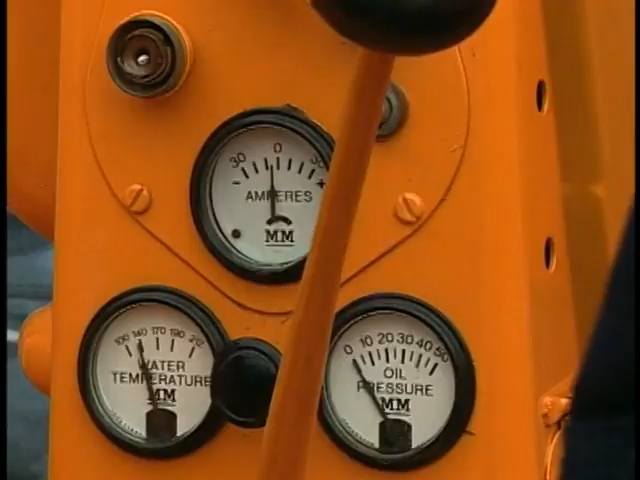 30 0 30
- +
AMPERES
MM
100 140 170 190 212
WATER
TEMPERATURE
MM
0 10 20 30 40 50
OIL
PRESSURE
MM